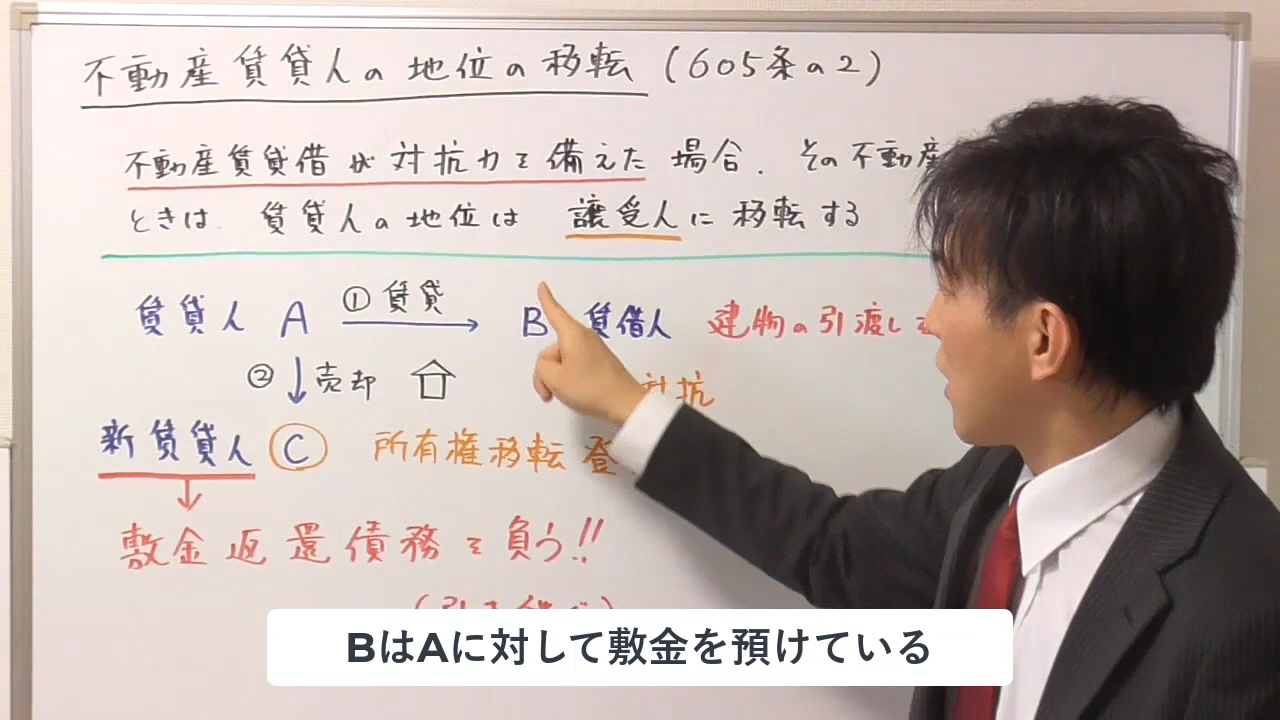 不動産賃貸人の地位の移転(605条の2)
不動産賃貸借が対抗力を備えた場合、その不動産
ときは、賃貸人の地位は 譲受人に移転する
賃貸人 A ①賃貸 B 賃借人 建物の引渡し
②売却 対抗
新賃貸人 C 所有権移転登
敷金返還債務を負う!!
BはAに対して敷金を預けている